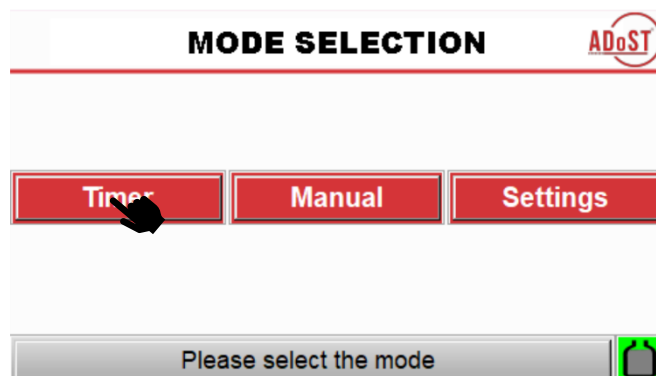 MODE SELECTION
ADoST
Timer Manual Settings
Please select the mode